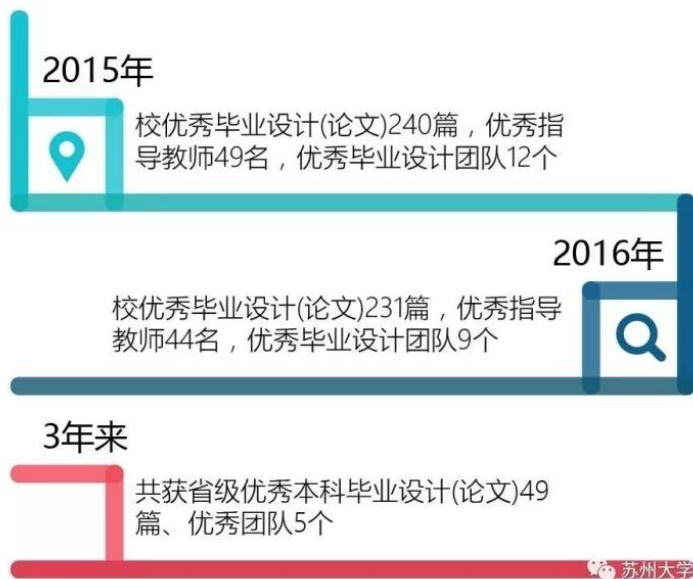 2015年
校优秀毕业设计(论文)240篇，优秀指
导教师49名，优秀毕业设计团队12个
2016年
校优秀毕业设计(论文)231篇，优秀指导
教师44名，优秀毕业设计团队9个
3年来
共获省级优秀本科毕业设计(论文)49
篇、优秀团队5个
苏州大学